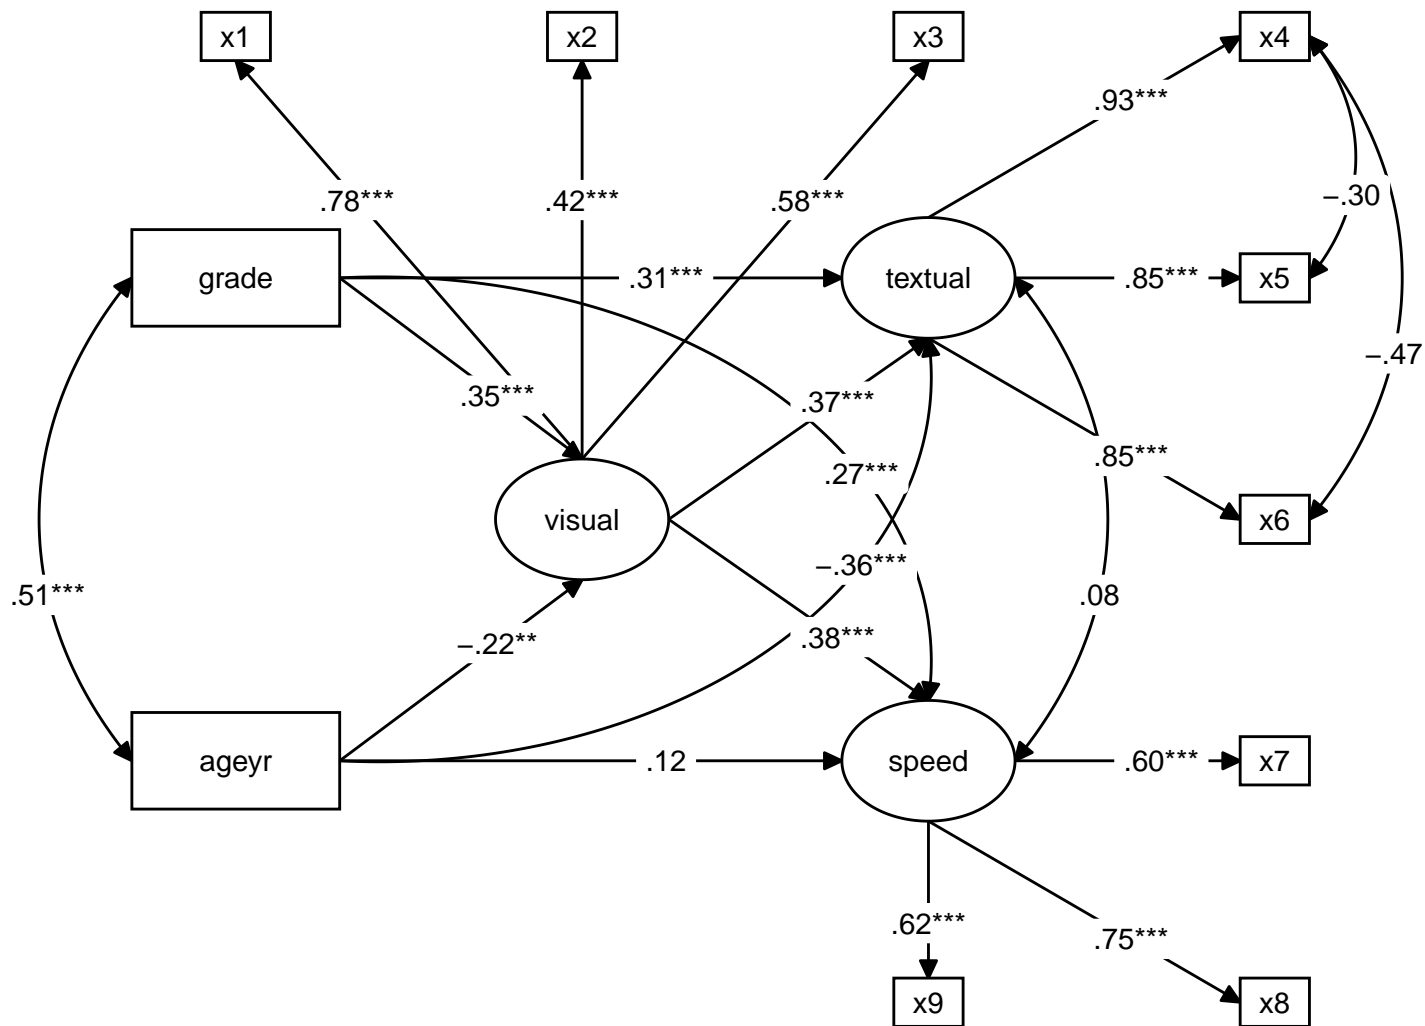 x1
x2
x3
x4
.93***
.78***
.42***
.58***
−.30
grade
.31***
textual
.85***
x5
−.47
.35***
.37***
.85***
.27***
visual
x6
−.36***
.51***
.08
−.22**
.38***
ageyr
.12
speed
.60***
x7
.62***
.75***
x9
x8